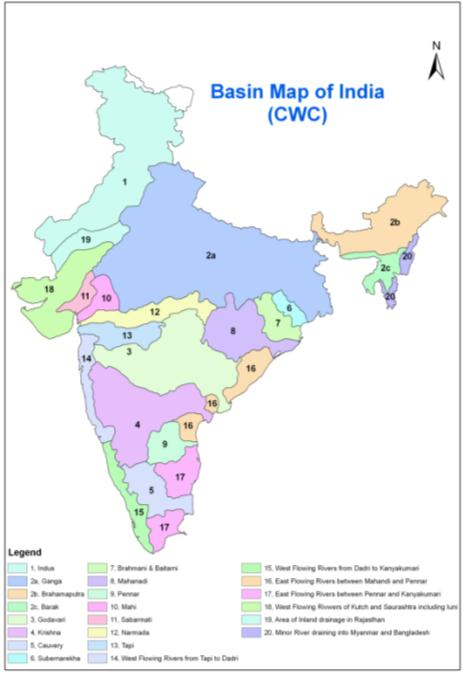 N
Basin Map of India
(CWC)
1
19
18
11
10
2a
2b
20
2c
20
12
13
3
14
8
6
7
16
16
16
4
9
5
17
15
17
Legend
1, Indus
2a, Ganga
2b, Brahamaputra
2c, Barak
3, Godavari
4, Krishna
5, Cauvery
6, Subernarekha
7, Brahmani & Baitarni
8, Mahanadi
9, Pennar
10, Mahi
11, Sabarmati
12, Narmada
13, Tapi
14, West Flowing Rivers from Tapi to Dadri
15, West Flowing Rivers from Dadri to Kanyakumari
16, East Flowing Rivers between Mahandi and Pennar
17, East Flowing Rivers between Pennar and Kanyakumari
18, West Flowing Rivers of Kutch and Saurashtra including luni
19, Area of Inland drainage in Rajasthan
20, Minor River draining into Myanmar and Bangladesh